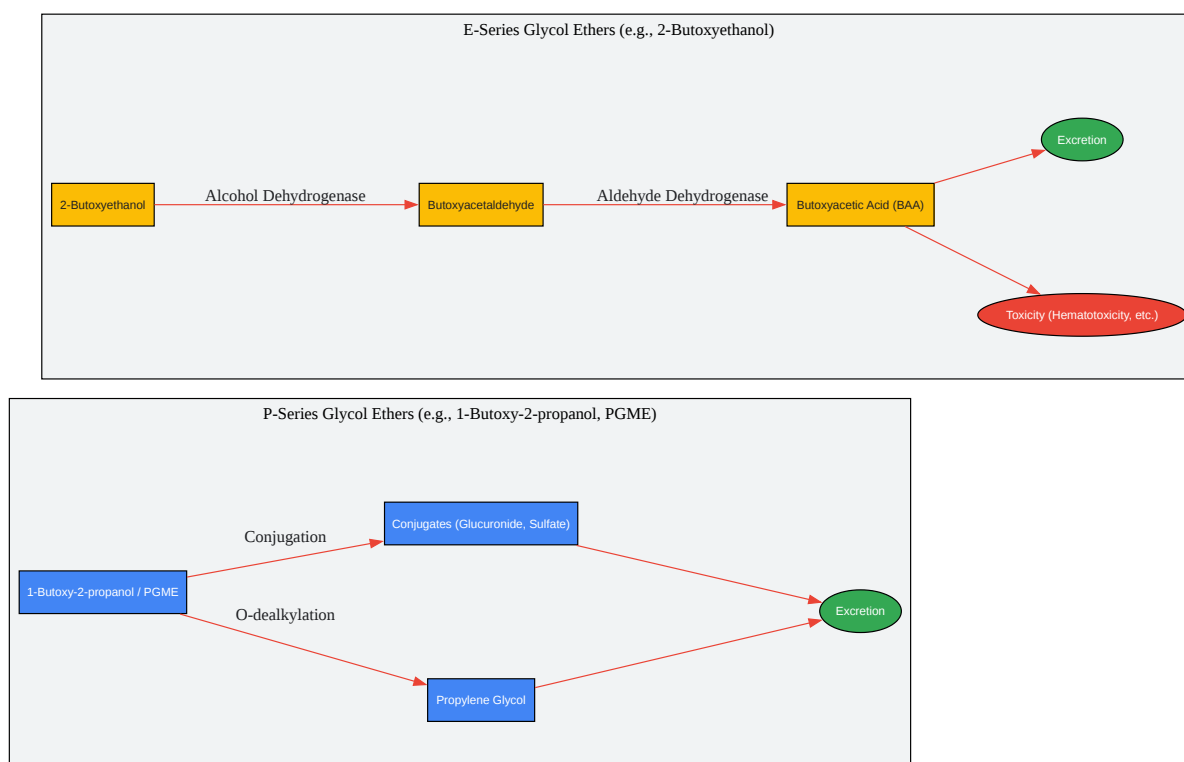 E-Series Glycol Ethers (e.g., 2-Butoxyethanol)
2-Butoxyethanol
Alcohol Dehydrogenase
Butoxyacetaldehyde
Aldehyde Dehydrogenase
Butoxyacetic Acid (BAA)
Excretion
Toxicity (Hematotoxicity, etc.)
P-Series Glycol Ethers (e.g., 1-Butoxy-2-propanol, PGME)
1-Butoxy-2-propanol / PGME
Conjugation
Conjugates (Glucuronide, Sulfate)
O-dealkylation
Propylene Glycol
Excretion